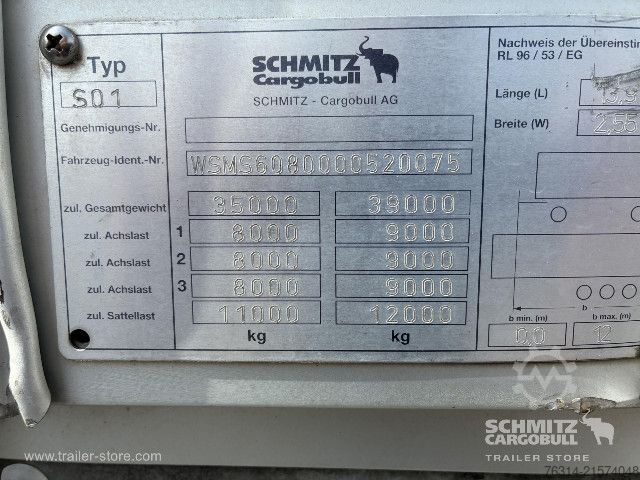 Typ
S01
SCHMITZ
Cargobull
SCHMITZ - Cargobull AG
Nachweis der Übereinstim
RL 96 / 53 / EG
Länge (L)
Breite (W) 2,55
Genehmigungs-Nr.
Fahrzeug-Ident.-Nr. WSMS6080000520075
zul. Gesamtgewicht 35000 39000
zul. Achslast 1 8000 9000
zul. Achslast 2 8000 9000
zul. Achslast 3 8000 9000
zul. Sattellast 11000 12000
kg kg
b
b min. (m) b max. (m)
0,0 12
SCHMITZ
CARGOBULL
TRAILER STORE
www.trailer-store.com
76314-21574048